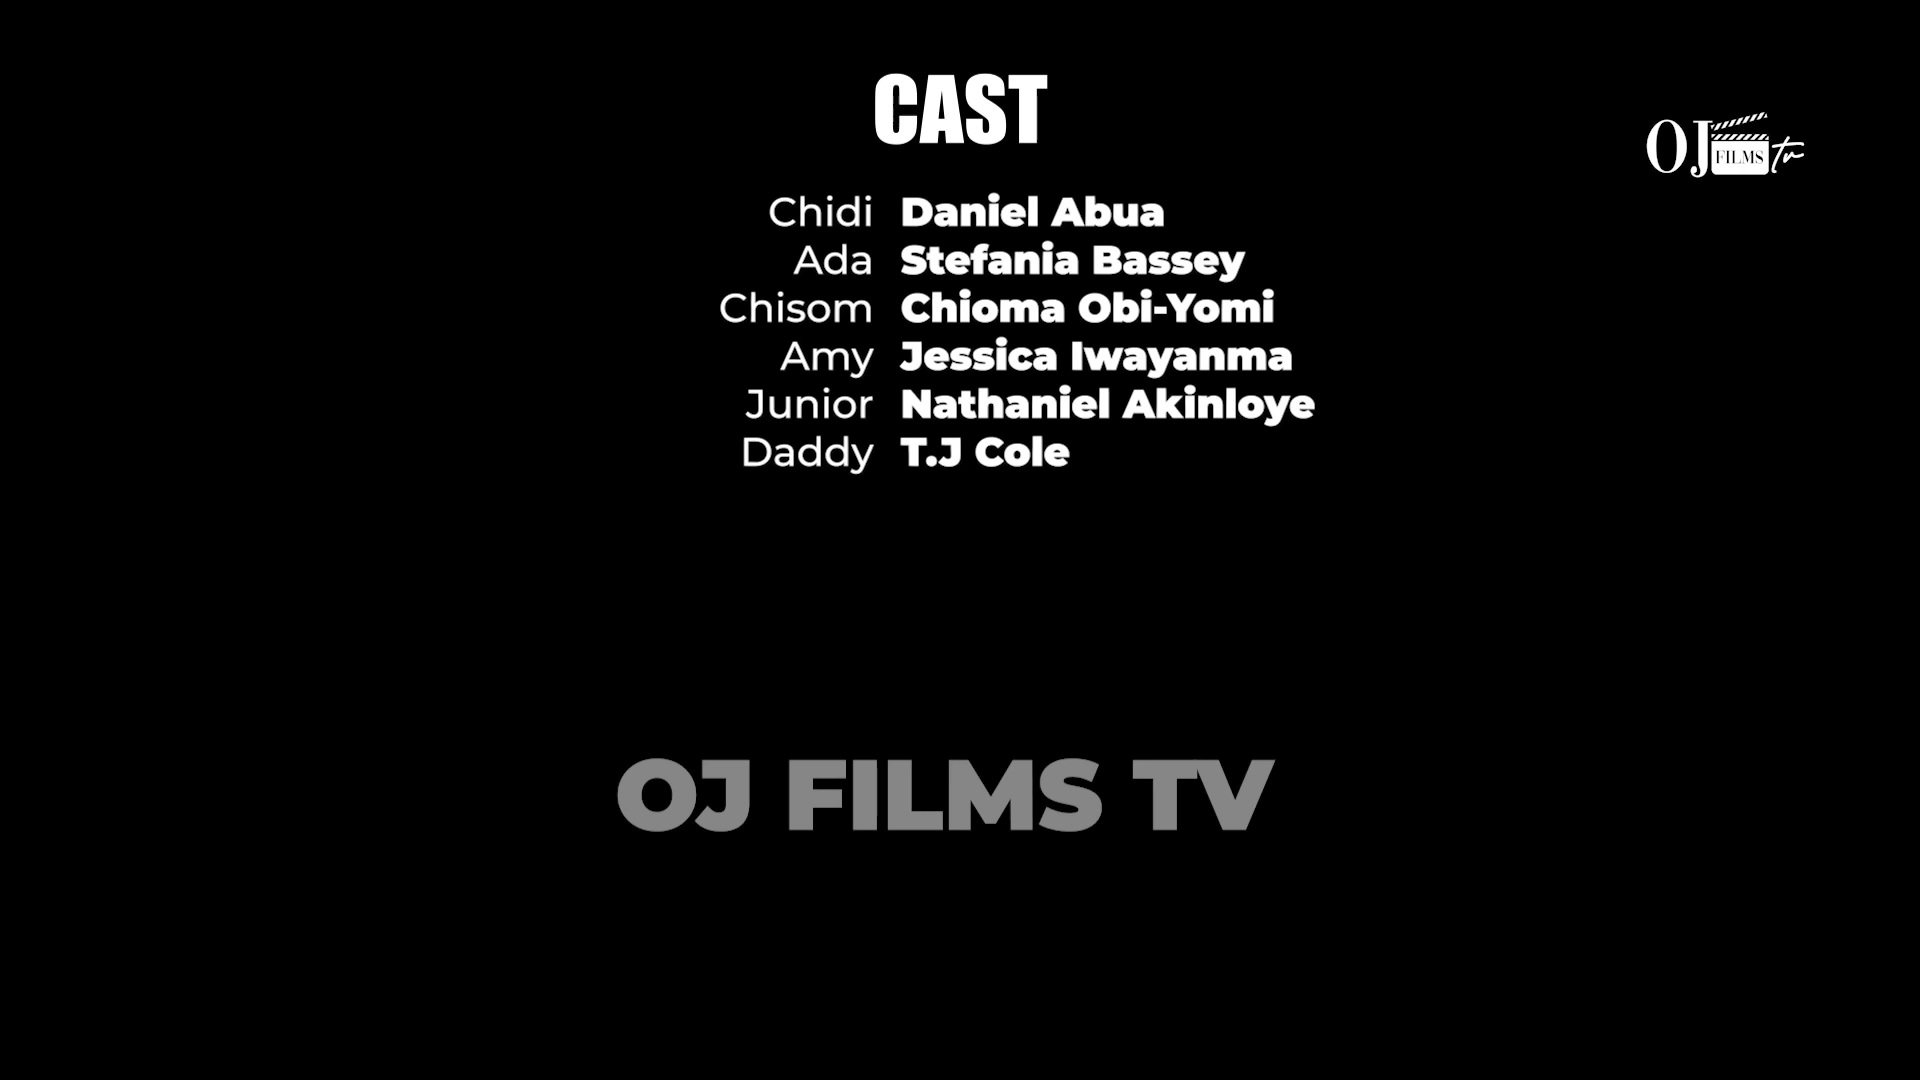 CAST
OJ FILMS tv
Chidi Daniel Abua
Ada Stefania Bassey
Chisom Chioma Obi-Yomi
Amy Jessica Iwayanma
Junior Nathaniel Akinloye
Daddy T.J Cole
OJ FILMS TV